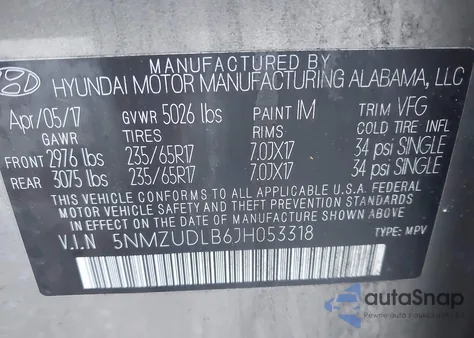 MANUFACTURED BY
HYUNDAI MOTOR MANUFACTURING ALABAMA, LLC
Apr/05/17 GVWR 5026 lbs PAINT IM TRIM VFG
GAWR TIRES RIMS COLD TIRE INFL
FRONT 2976 lbs 235/65R17 7.0JX17 34 psi SINGLE
REAR 3075 lbs 235/65R17 7.0JX17 34 psi SINGLE
THIS VEHICLE CONFORMS TO ALL APPLICABLE U.S.A. FEDERAL
MOTOR VEHICLE SAFETY AND THEFT PREVENTION STANDARDS
IN EFFECT ON THE DATE OF MANUFACTURE SHOWN ABOVE.
V.I.N 5NMZUDLB6JH053318 TYPE: MPV
autoSnap